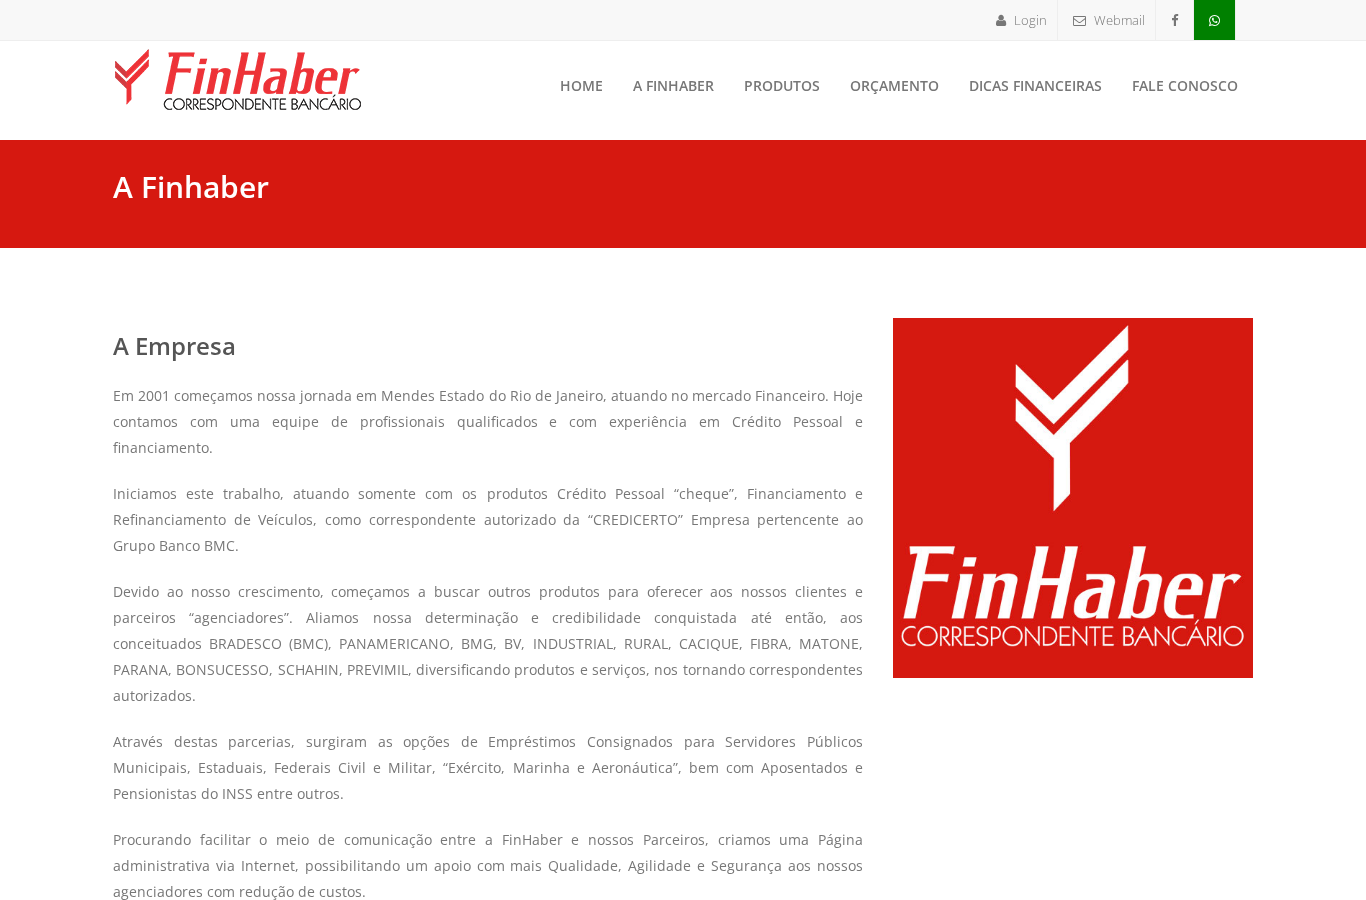 Login
Webmail
FinHaber
CORRESPONDENTE BANCÁRIO
HOME
A FINHABER
PRODUTOS
ORÇAMENTO
DICAS FINANCEIRAS
FALE CONOSCO
A Finhaber
A Empresa
Em 2001 começamos nossa jornada em Mendes Estado do Rio de Janeiro, atuando no mercado Financeiro. Hoje
contamos com uma equipe de profissionais qualificados e com experiência em Crédito Pessoal e
financiamento.
Iniciamos este trabalho, atuando somente com os produtos Crédito Pessoal “cheque”, Financiamento e
Refinanciamento de Veículos, como correspondente autorizado da “CREDICERTO” Empresa pertencente ao
Grupo Banco BMC.
Devido ao nosso crescimento, começamos a buscar outros produtos para oferecer aos nossos clientes e
parceiros “agenciadores”. Aliamos nossa determinação e credibilidade conquistada até então, aos
conceituados BRADESCO (BMC), PANAMERICANO, BMG, BV, INDUSTRIAL, RURAL, CACIQUE, FIBRA, MATONE,
PARANA, BONSUCESSO, SCHAHIN, PREVIMIL, diversificando produtos e serviços, nos tornando correspondentes
autorizados.
Através destas parcerias, surgiram as opções de Empréstimos Consignados para Servidores Públicos
Municipais, Estaduais, Federais Civil e Militar, “Exército, Marinha e Aeronáutica”, bem com Aposentados e
Pensionistas do INSS entre outros.
Procurando facilitar o meio de comunicação entre a FinHaber e nossos Parceiros, criamos uma Página
administrativa via Internet, possibilitando um apoio com mais Qualidade, Agilidade e Segurança aos nossos
agenciadores com redução de custos.
FinHaber
CORRESPONDENTE BANCÁRIO